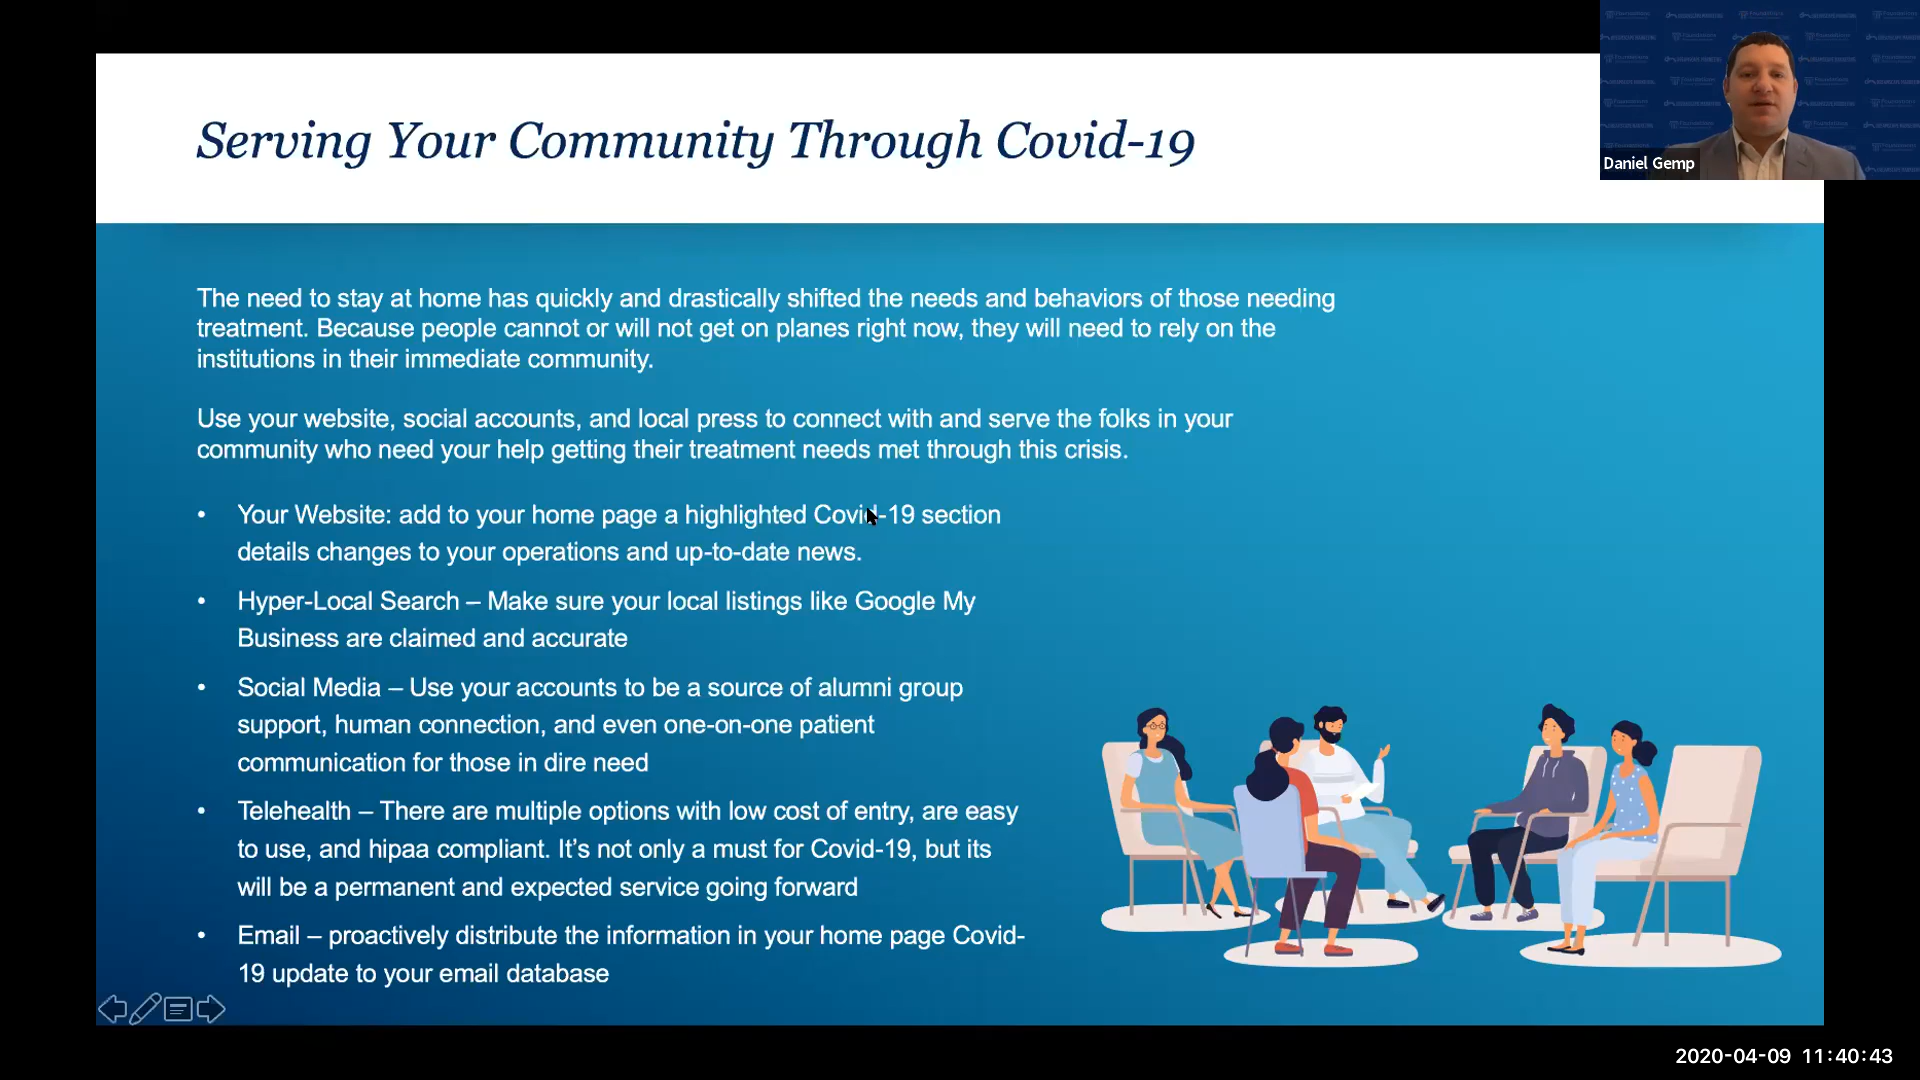 Serving Your Community Through Covid-19
Daniel Gemp
The need to stay at home has quickly and drastically shifted the needs and behaviors of those needing
treatment. Because people cannot or will not get on planes right now, they will need to rely on the
institutions in their immediate community.
Use your website, social accounts, and local press to connect with and serve the folks in your
community who need your help getting their treatment needs met through this crisis.
• Your Website: add to your home page a highlighted Covid-19 section
details changes to your operations and up-to-date news.
• Hyper-Local Search – Make sure your local listings like Google My
Business are claimed and accurate
• Social Media – Use your accounts to be a source of alumni group
support, human connection, and even one-on-one patient
communication for those in dire need
• Telehealth – There are multiple options with low cost of entry, are easy
to use, and hipaa compliant. It’s not only a must for Covid-19, but its
will be a permanent and expected service going forward
• Email – proactively distribute the information in your home page Covid-
19 update to your email database
2020-04-09 11:40:43